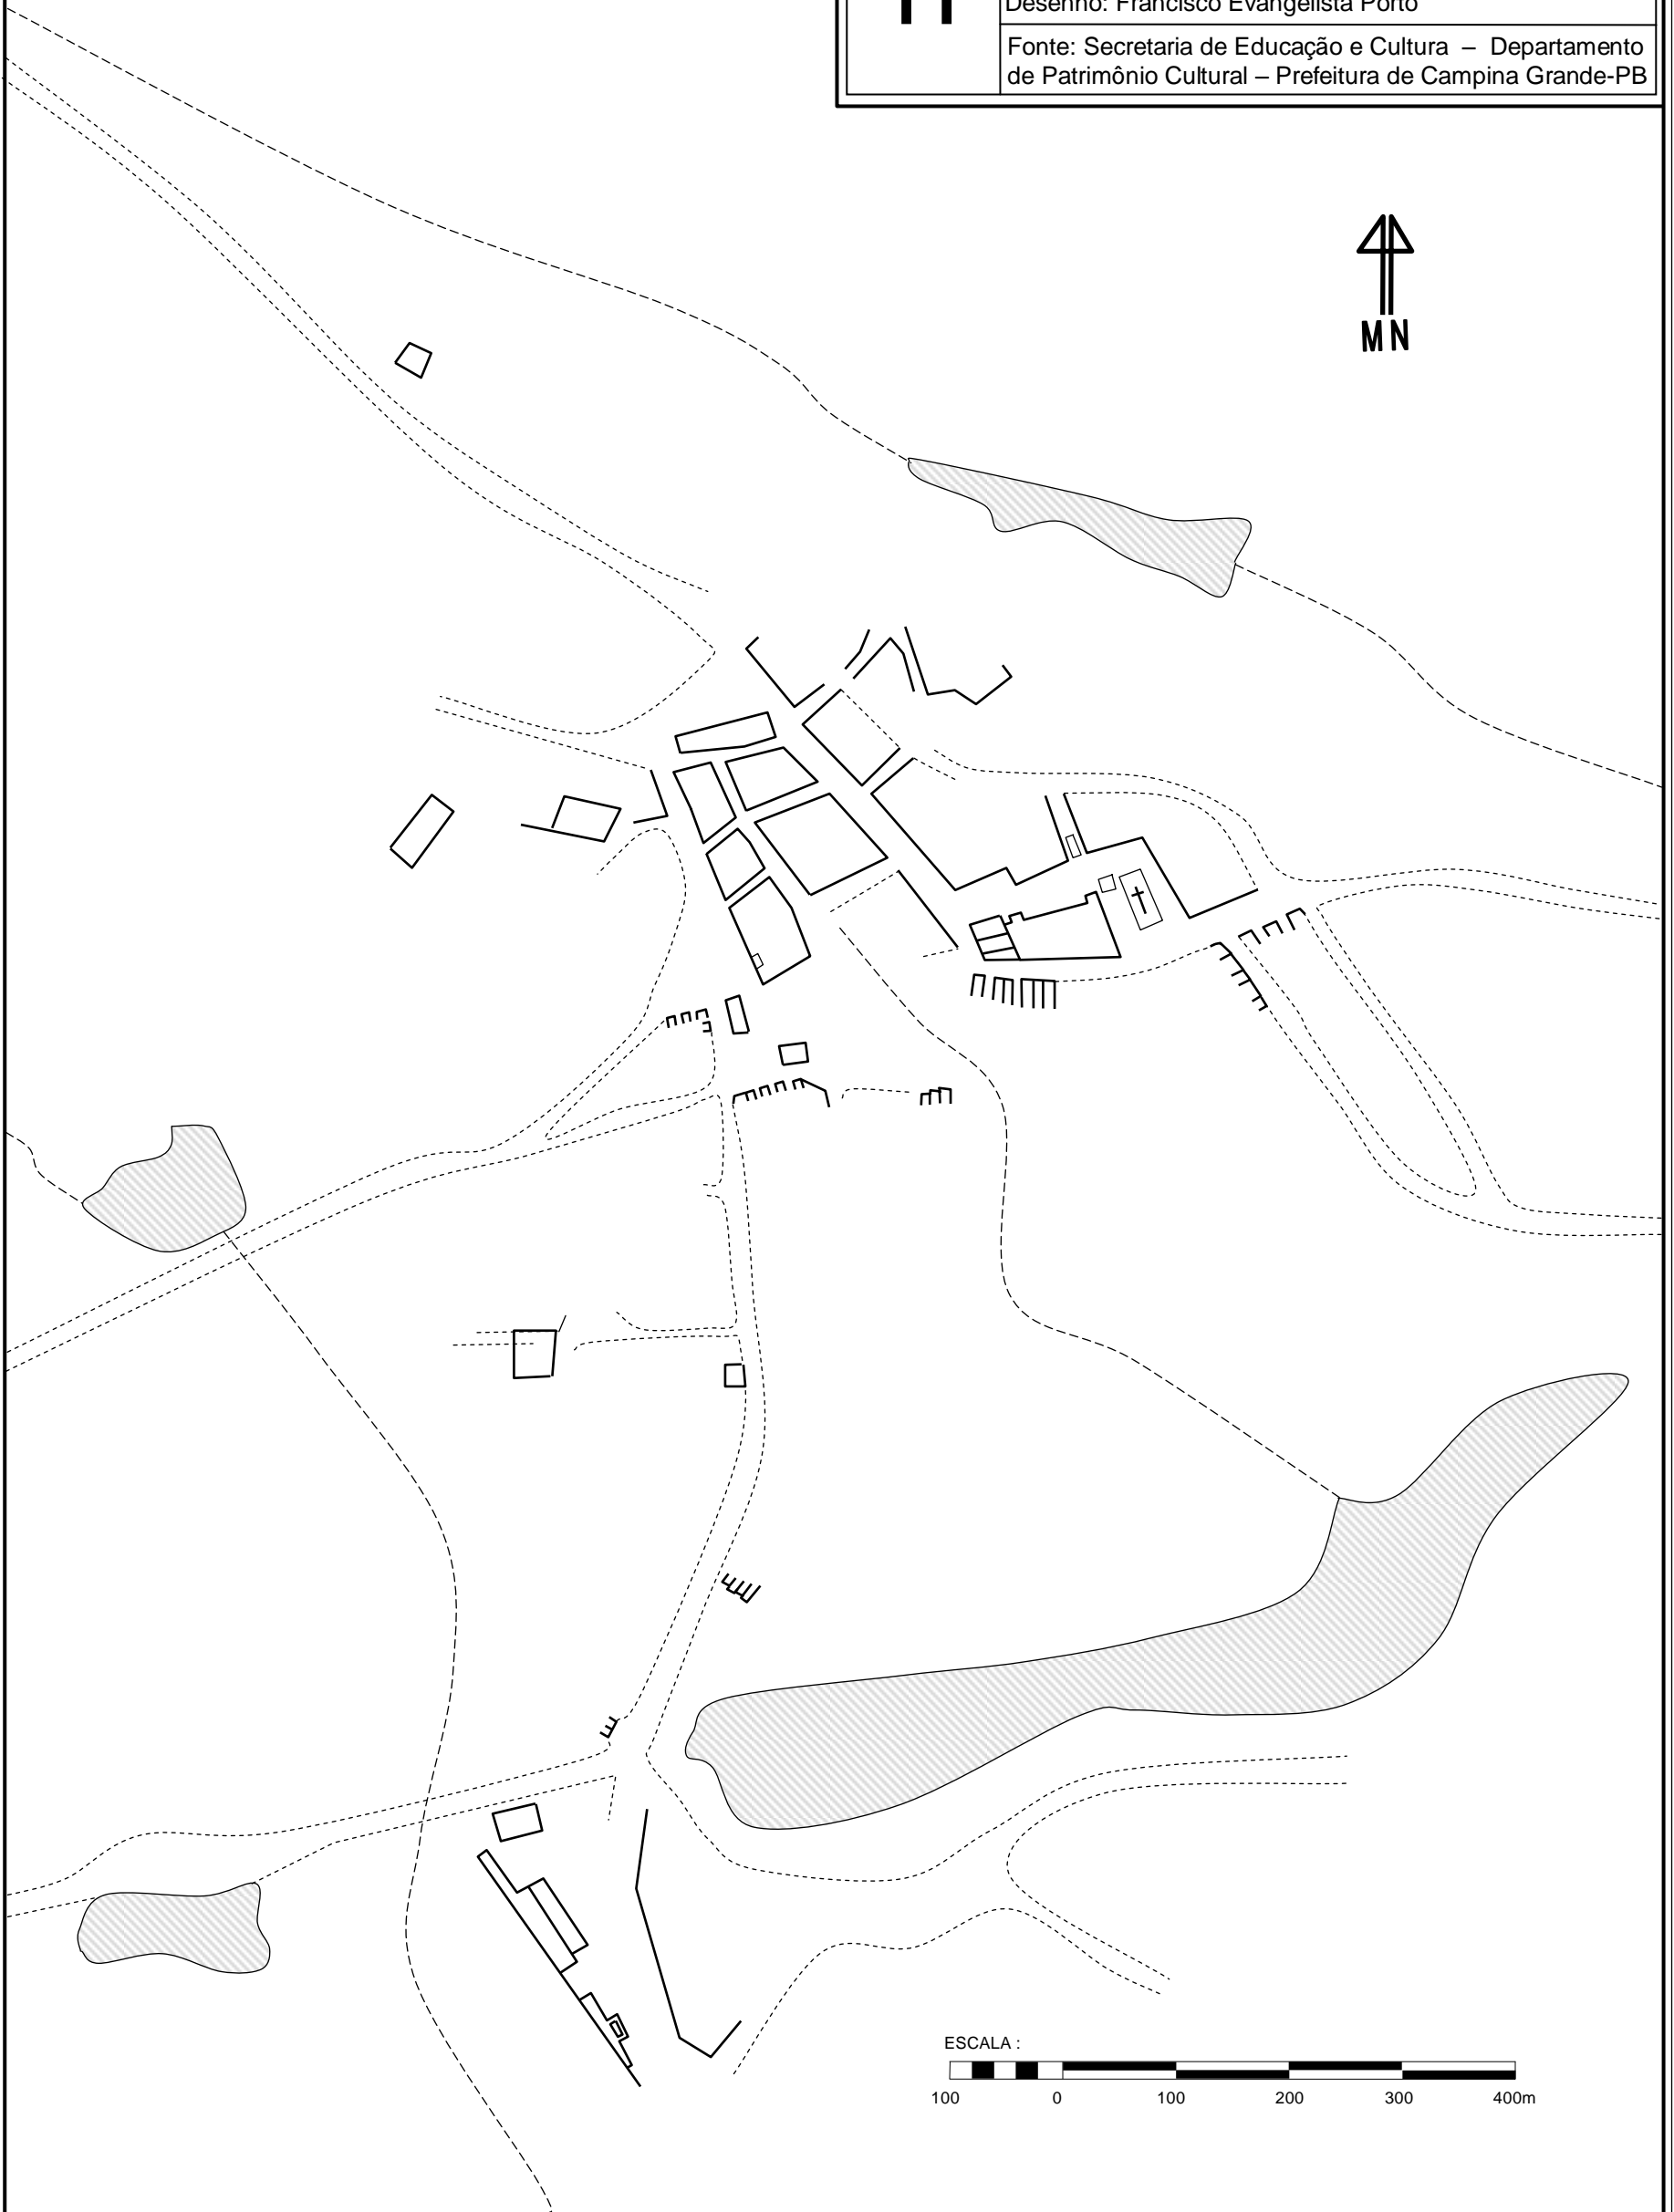 Desenho: Francisco Evangelista Porto
Fonte: Secretaria de Educação e Cultura – Departamento
de Patrimônio Cultural – Prefeitura de Campina Grande-PB
MN
ESCALA :
100 0 100 200 300 400m